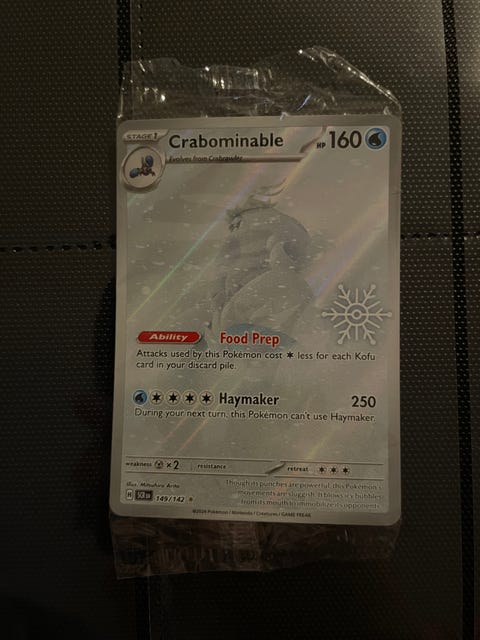 STAGE 1
Crabominable
HP 160
Evolves from Crabrawler
Ability Food Prep
Attacks used by this Pokémon cost less for each Kofu
card in your discard pile.
Haymaker 250
During your next turn, this Pokémon can't use Haymaker.
weakness ×2 resistance retreat
Though its punches are powerful, this Pokémon's
movements are sluggish. It blows icy bubbles
from its mouth to immobilize its opponents.
Illus. Mitsuhiro Arita
H SCR EN 149/142
©2024 Pokémon / Nintendo / Creatures / GAME FREAK